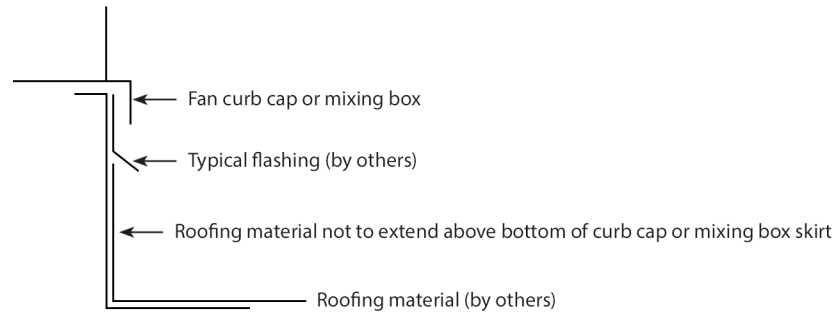 Fan curb cap or mixing box
Typical flashing (by others)
Roofing material not to extend above bottom of curb cap or mixing box skirt
Roofing material (by others)